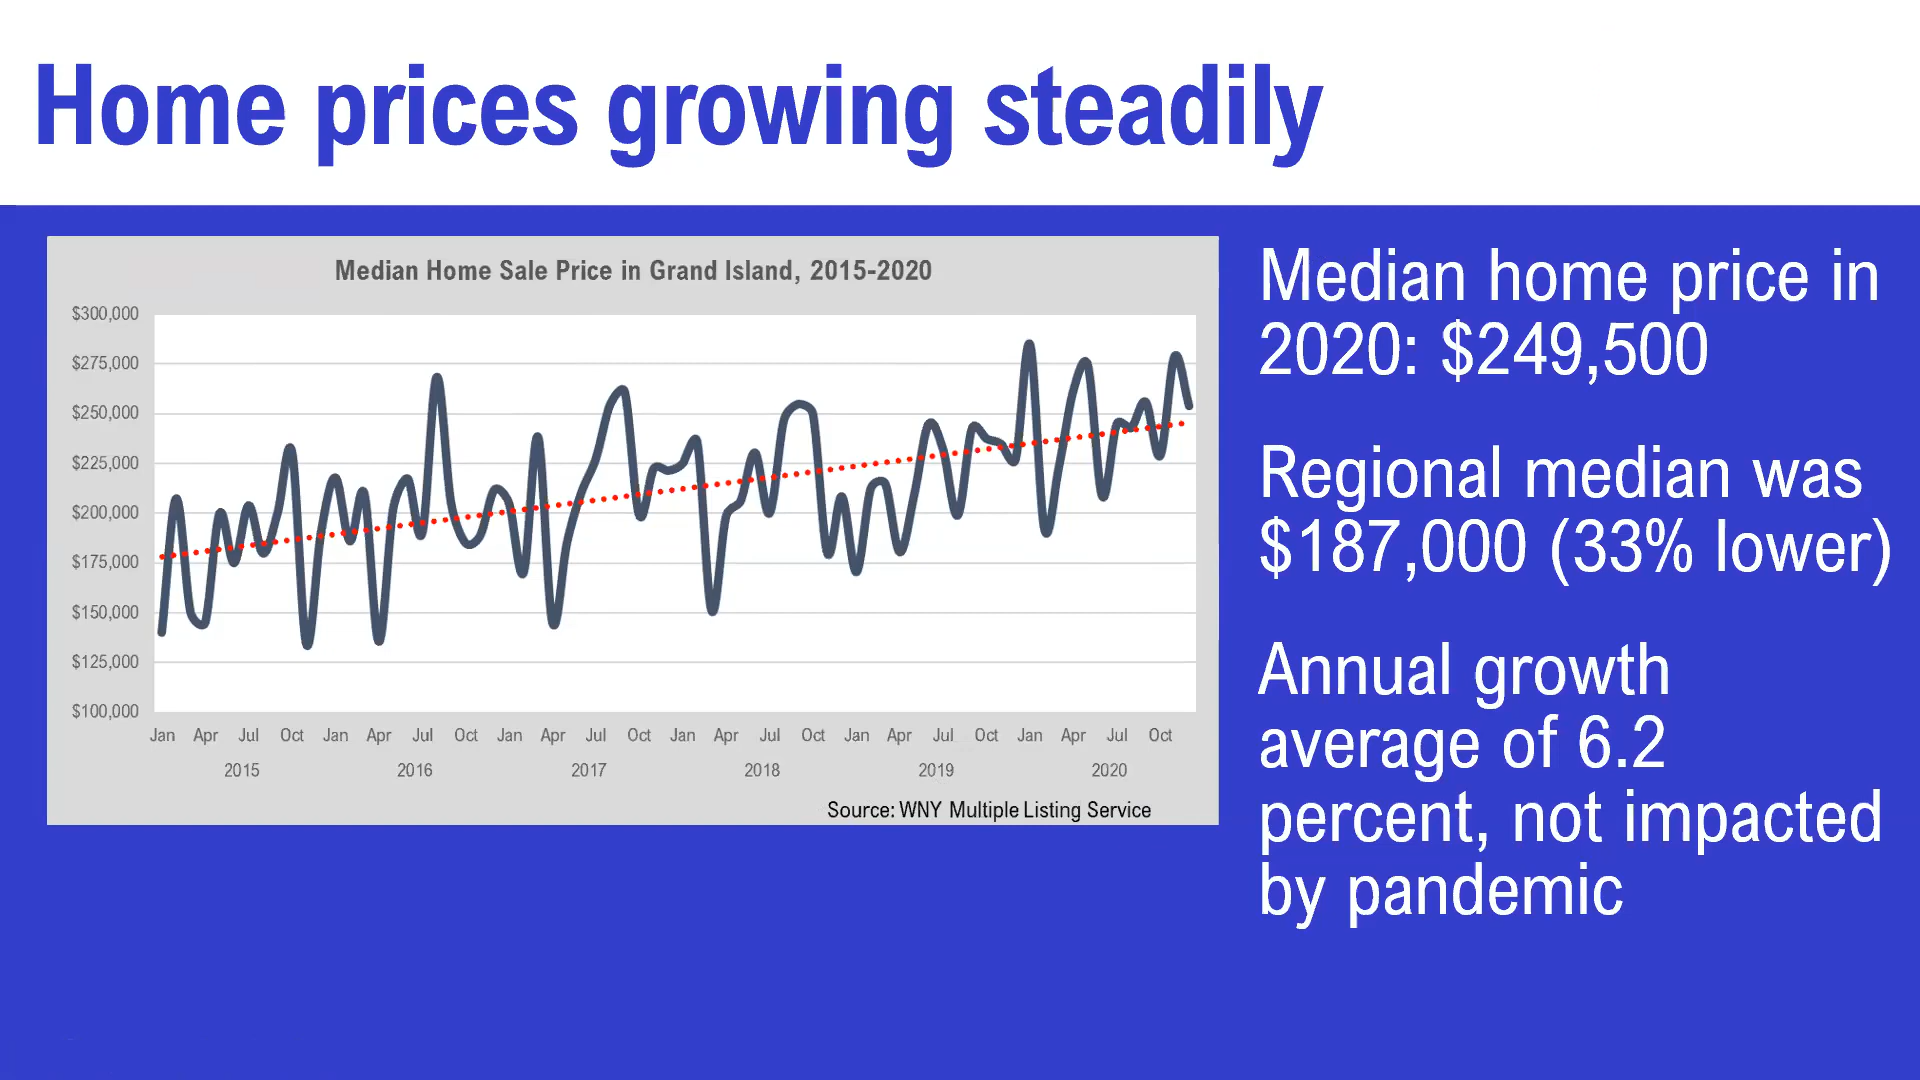 Home prices growing steadily
Median Home Sale Price in Grand Island, 2015-2020
$300,000
$275,000
$250,000
$225,000
$200,000
$175,000
$150,000
$125,000
$100,000
Jan Apr Jul Oct Jan Apr Jul Oct Jan Apr Jul Oct Jan Apr Jul Oct Jan Apr Jul Oct Jan Apr Jul Oct
2015 2016 2017 2018 2019 2020
Source: WNY Multiple Listing Service
Median home price in
2020: $249,500
Regional median was
$187,000 (33% lower)
Annual growth
average of 6.2
percent, not impacted
by pandemic